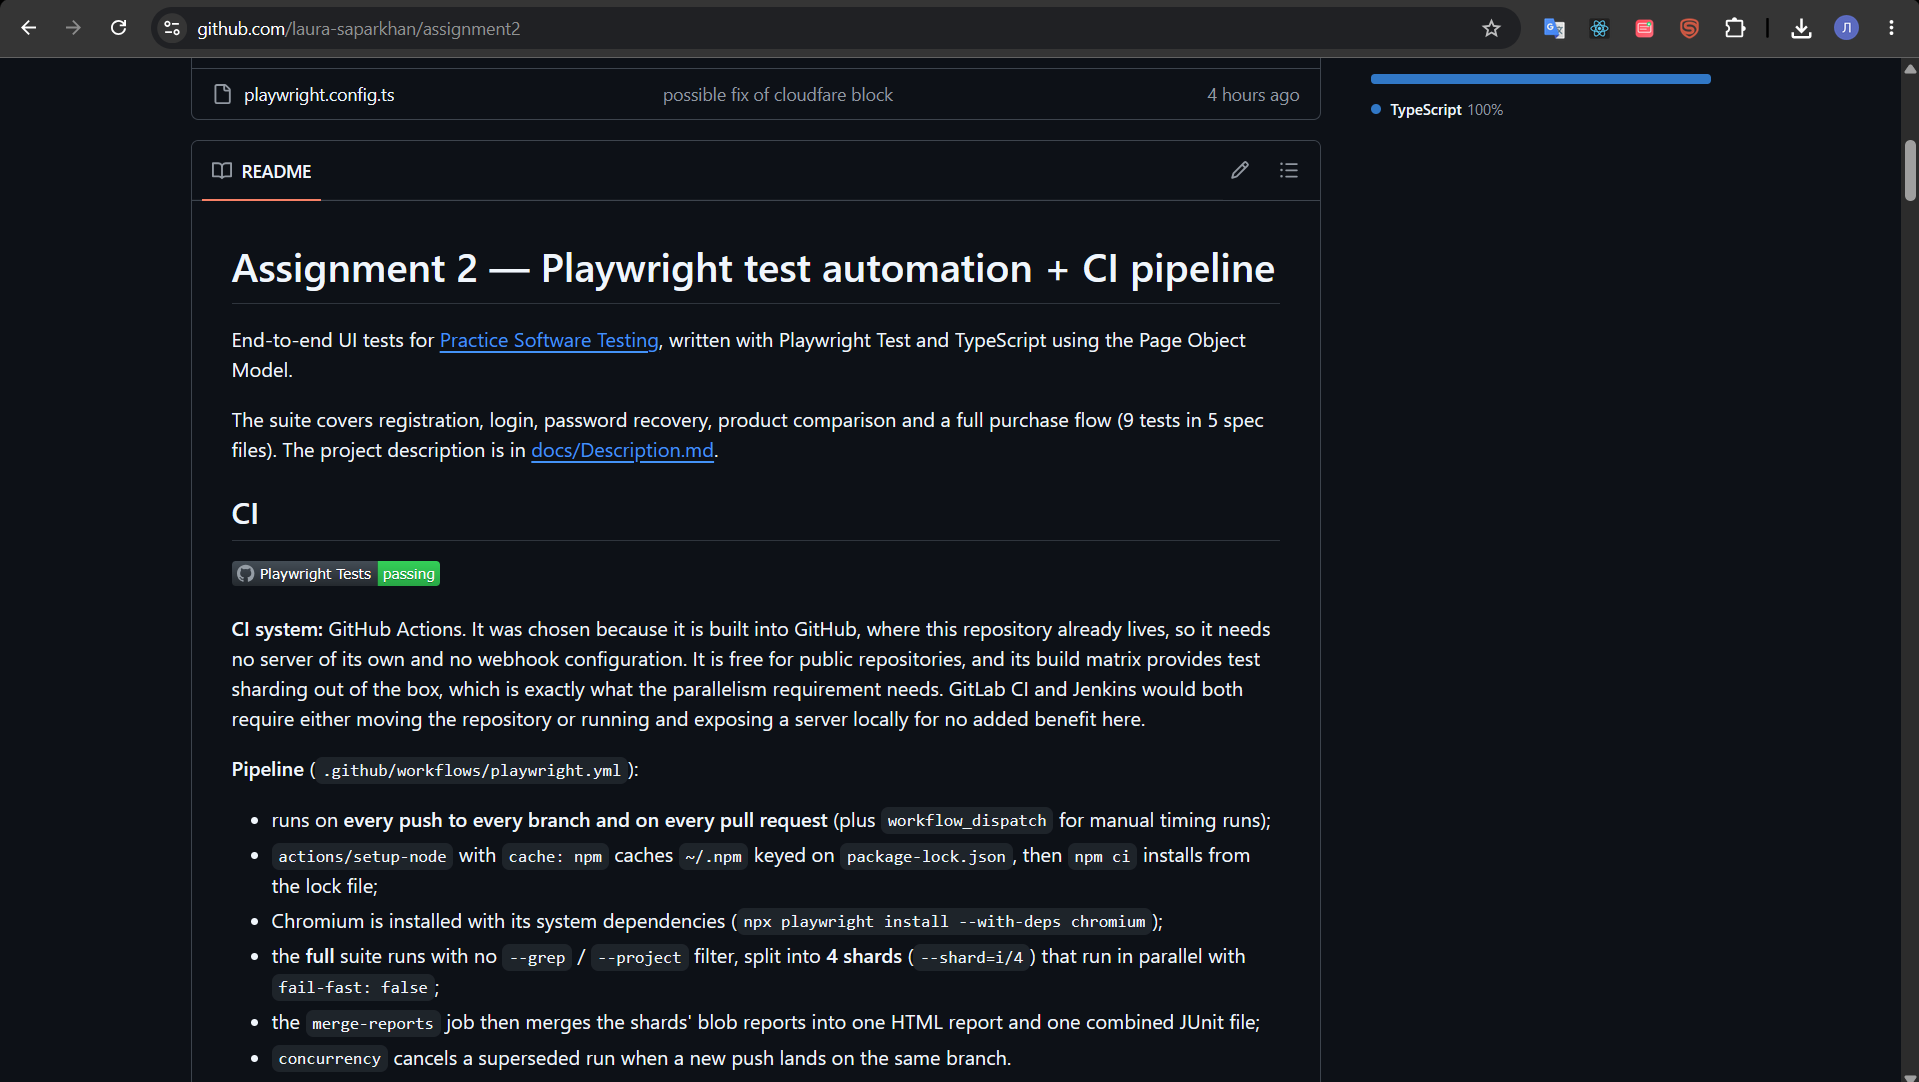 github.com/laura-saparkhan/assignment2
Л
playwright.config.ts possible fix of cloudfare block 4 hours ago
TypeScript 100%
README
Assignment 2 — Playwright test automation + CI pipeline
End-to-end UI tests for Practice Software Testing, written with Playwright Test and TypeScript using the Page Object
Model.
The suite covers registration, login, password recovery, product comparison and a full purchase flow (9 tests in 5 spec
files). The project description is in docs/Description.md.
CI
Playwright Tests passing
CI system: GitHub Actions. It was chosen because it is built into GitHub, where this repository already lives, so it needs
no server of its own and no webhook configuration. It is free for public repositories, and its build matrix provides test
sharding out of the box, which is exactly what the parallelism requirement needs. GitLab CI and Jenkins would both
require either moving the repository or running and exposing a server locally for no added benefit here.
Pipeline (.github/workflows/playwright.yml):
• runs on every push to every branch and on every pull request (plus workflow_dispatch for manual timing runs);
• actions/setup-node with cache: npm caches ~/.npm keyed on package-lock.json, then npm ci installs from
the lock file;
• Chromium is installed with its system dependencies (npx playwright install --with-deps chromium);
• the full suite runs with no --grep / --project filter, split into 4 shards (--shard=i/4) that run in parallel with
fail-fast: false;
• the merge-reports job then merges the shards' blob reports into one HTML report and one combined JUnit file;
• concurrency cancels a superseded run when a new push lands on the same branch.